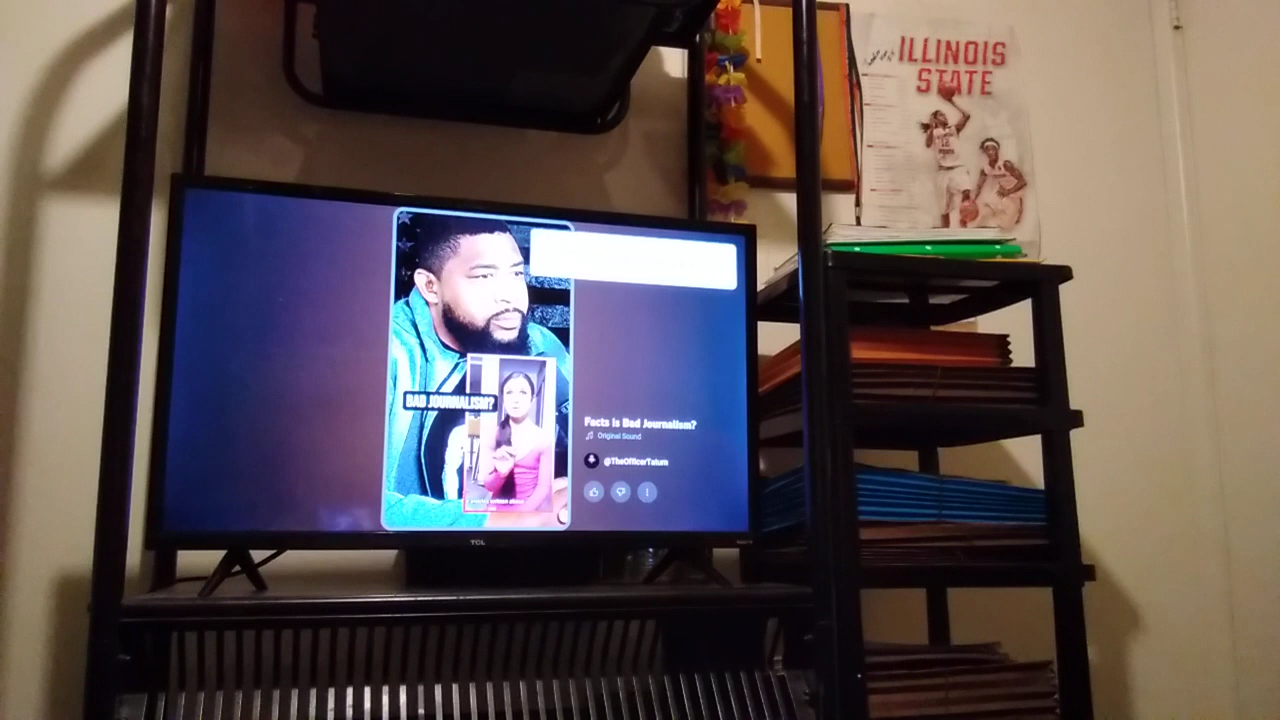 ILLINOIS
STATE
BAD JOURNALISM?
Facts Is Bad Journalism?
Original Sound
@TheOfficerTatum
TCL